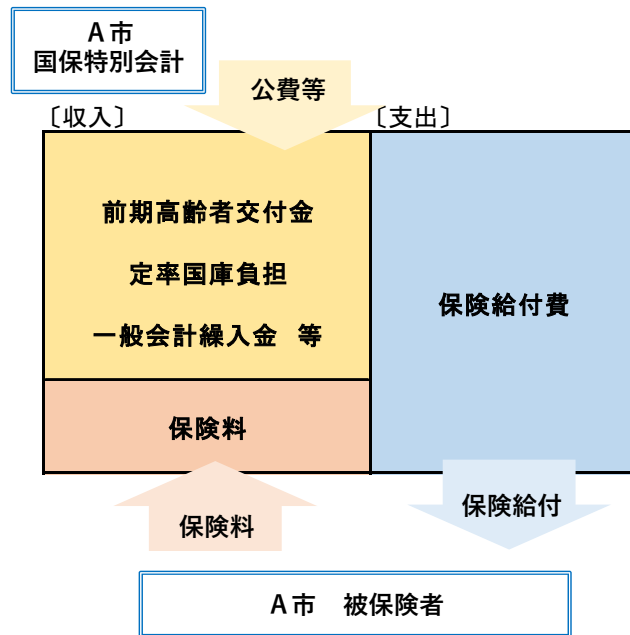 A市
国保特別会計
公費等
〔収入〕
〔支出〕
前期高齢者交付金
定率国庫負担
一般会計繰入金 等
保険給付費
保険料
保険料
保険給付
A市 被保険者